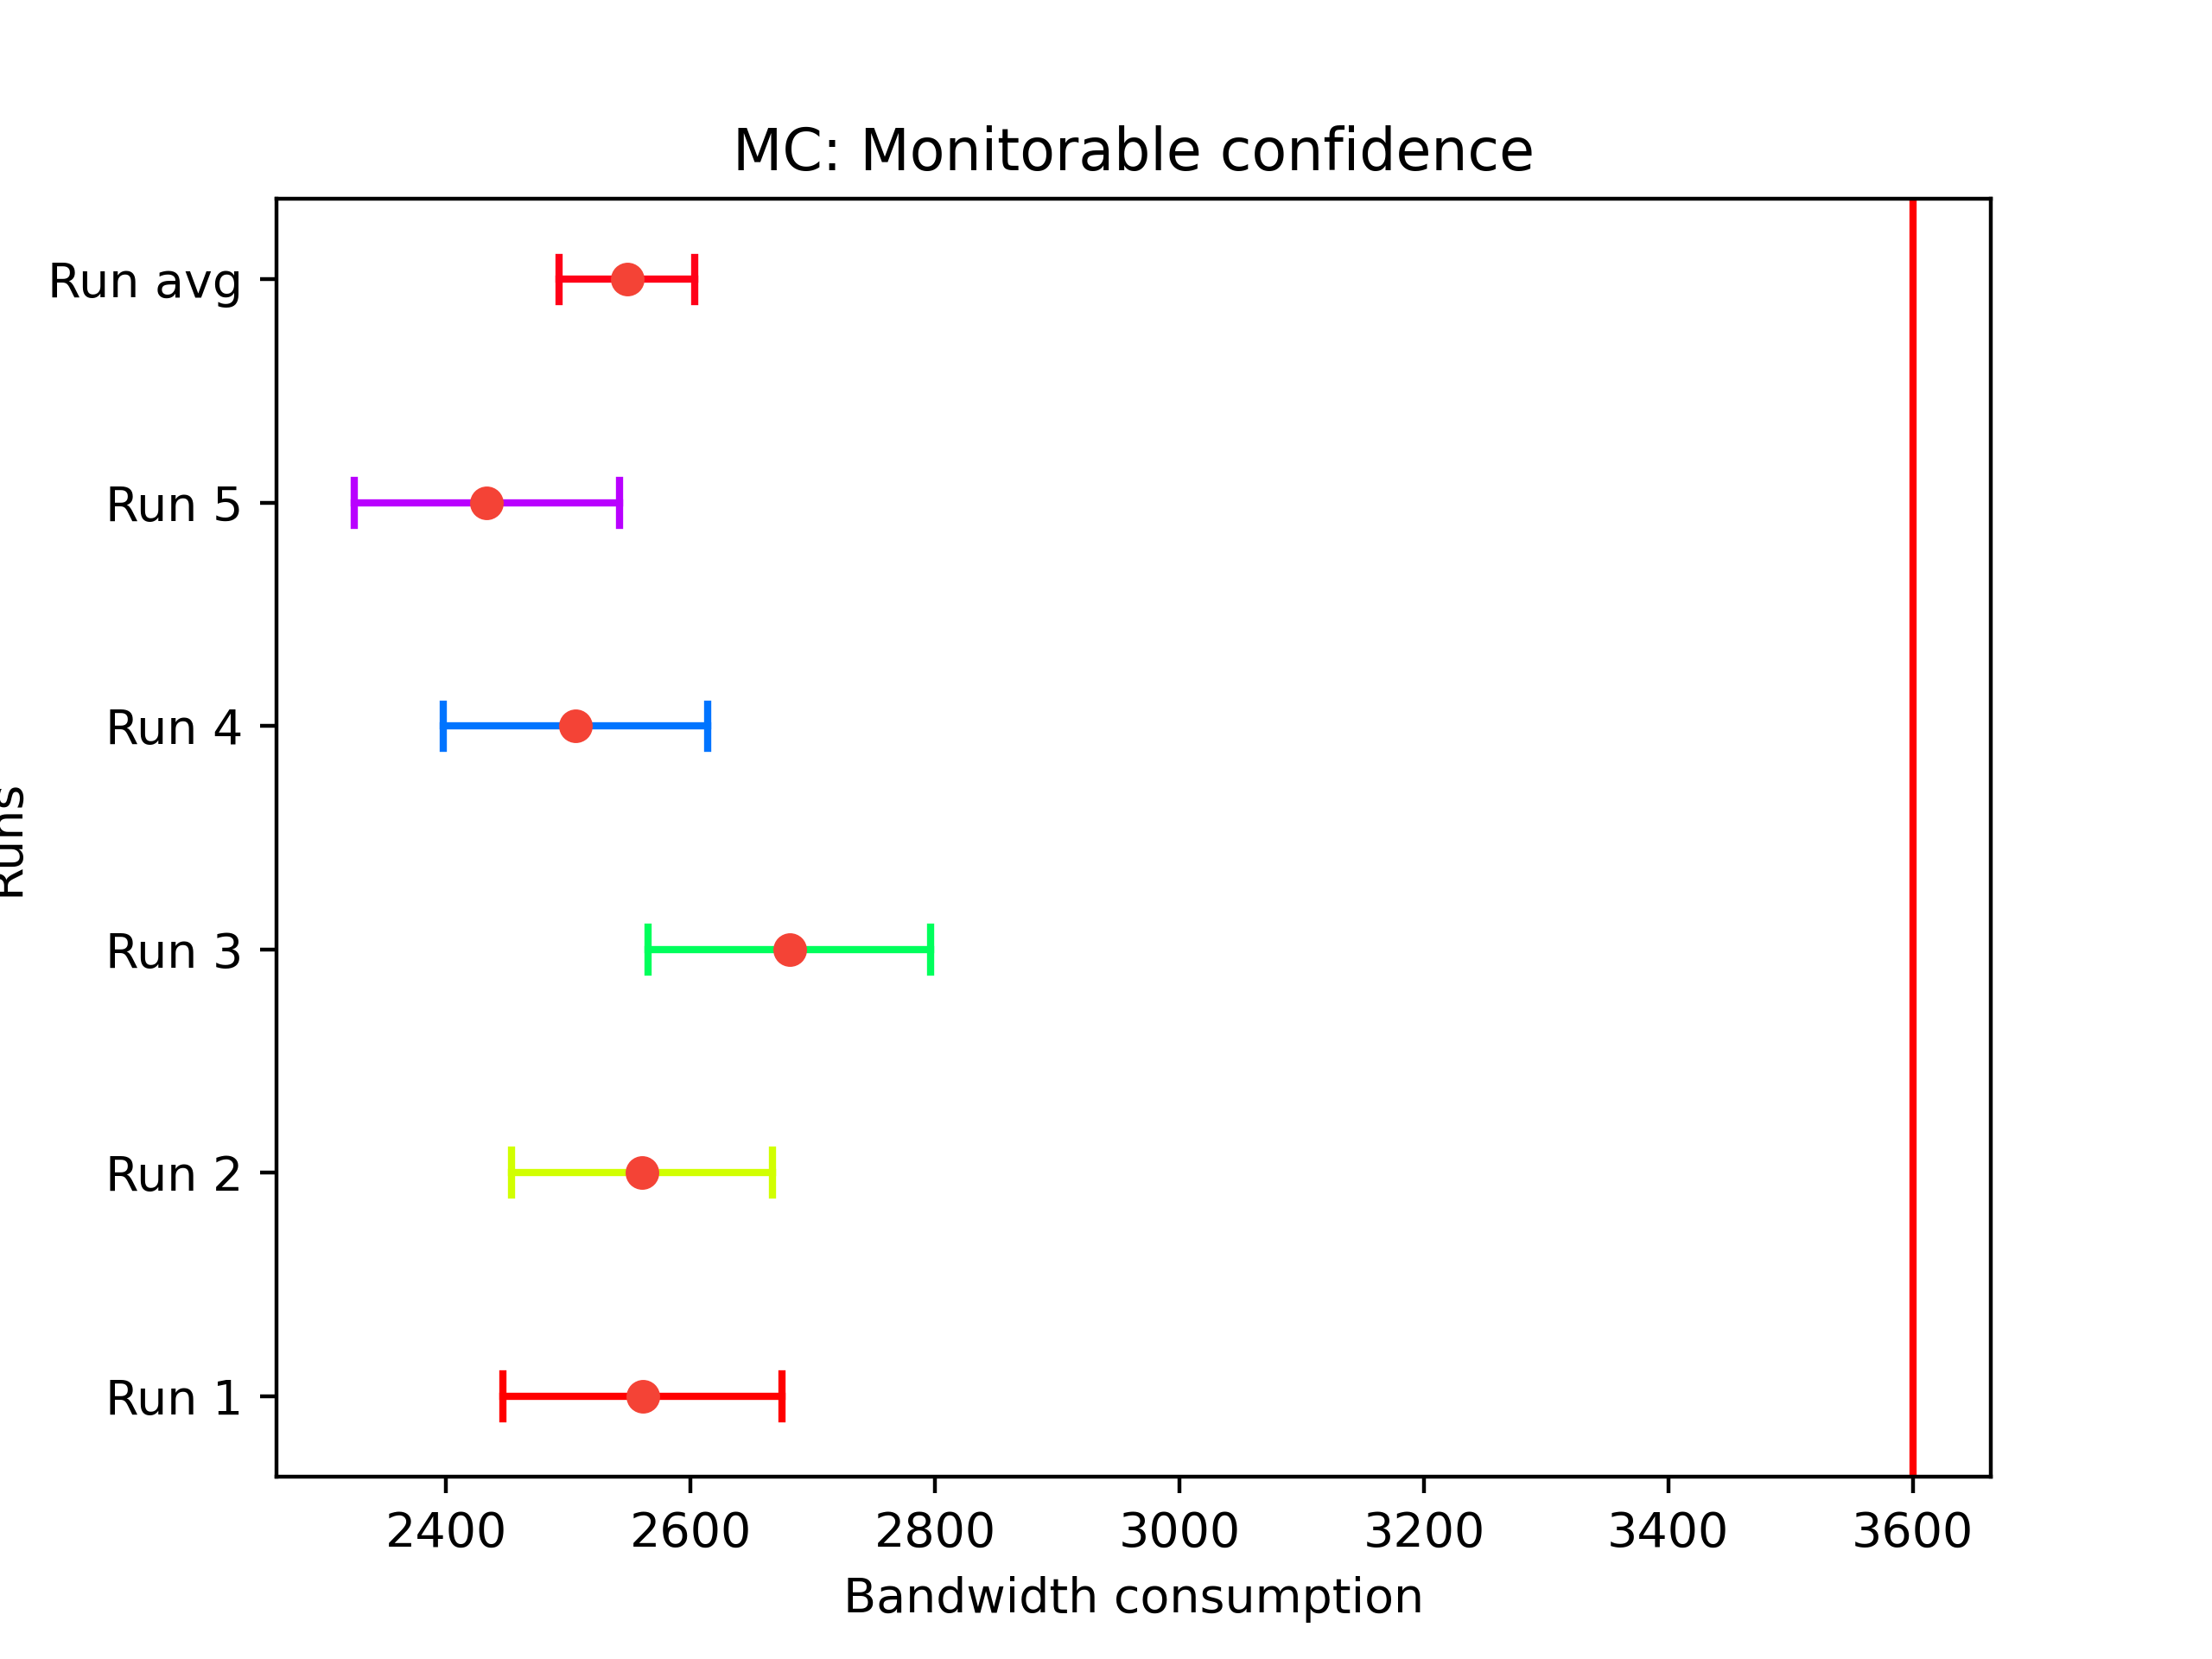 MC: Monitorable confidence
Run avg
Run 5
Run 4
Run 3
Run 2
Run 1
Runs
2400 2600 2800 3000 3200 3400 3600
Bandwidth consumption